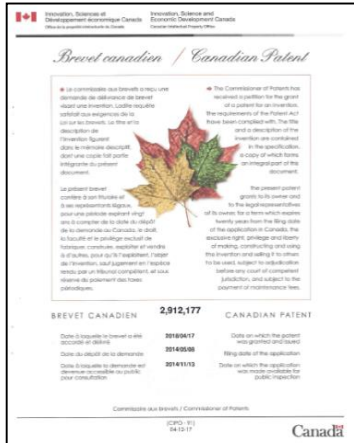 Innovation, Sciences et
Développement économique Canada
Office de la propriété intellectuelle du Canada
Innovation, Science and
Economic Development Canada
Canadian Intellectual Property Office
Brevet canadien / Canadian Patent
Le commissaire aux brevets a reçu une
demande de délivrance de brevet
visant une invention. Ladite requête
satisfait aux exigences de la
Loi sur les brevets. Le titre et la
description de
l'invention figurent
dans le mémoire descriptif,
dont une copie fait partie
intégrante du présent
document.
Le présent brevet
confère à son titulaire et
à ses représentants légaux,
pour une période expirant vingt
ans à compter de la date du dépôt
de la demande au Canada, le droit,
la faculté et le privilège exclusif de
fabriquer, construire, exploiter et vendre
à d'autres, pour qu'ils l'exploitent, l'objet
de l'invention, sauf jugement en l'espèce
rendu par un tribunal compétent, et sous
réserve du paiement des taxes
périodiques.
The Commissioner of Patents has
received a petition for the grant
of a patent for an invention.
The requirements of the Patent Act
have been complied with. The title
and a description of the
invention are contained
in the specification,
a copy of which forms
an integral part of the
document.
The present patent
grants to its owner and
to the legal representatives
of its owner, for a term which expires
twenty years from the filing date
of the application in Canada, the
exclusive right, privilege and liberty
of making, constructing and using
the invention and selling it to others
to be used, subject to adjudication
before any court of competent
jurisdiction, and subject to the
payment of maintenance fees.
BREVET CANADIEN 2,912,177 CANADIAN PATENT
Date à laquelle le brevet a été
accordé et délivré
2018/04/17
Date on which the patent
was granted and issued
Date du dépôt de la demande
2014/05/08
Filing date of the application
Date à laquelle la demande est
devenue accessible au public
pour consultation
2014/11/13
Date on which the application
was made available for
public inspection
Commissaire aux brevets / Commissioner of Patents
(CIPO - 91)
04-12-17
Canada